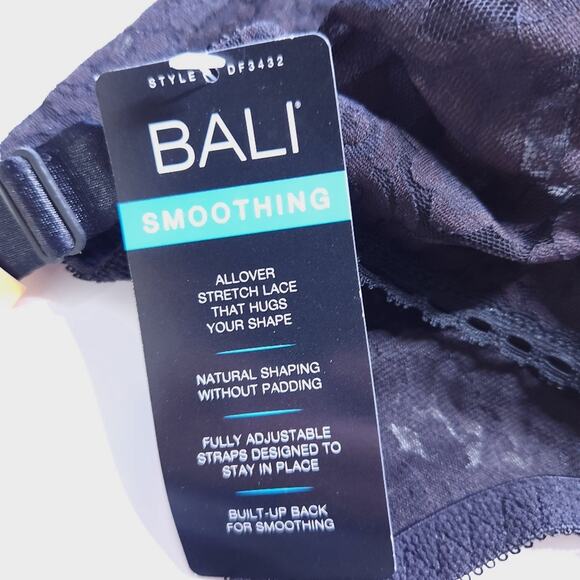 STYLE DF3432
BALI®
SMOOTHING
ALLOVER
STRETCH LACE
THAT HUGS
YOUR SHAPE
NATURAL SHAPING
WITHOUT PADDING
FULLY ADJUSTABLE
STRAPS DESIGNED TO
STAY IN PLACE
BUILT-UP BACK
FOR SMOOTHING